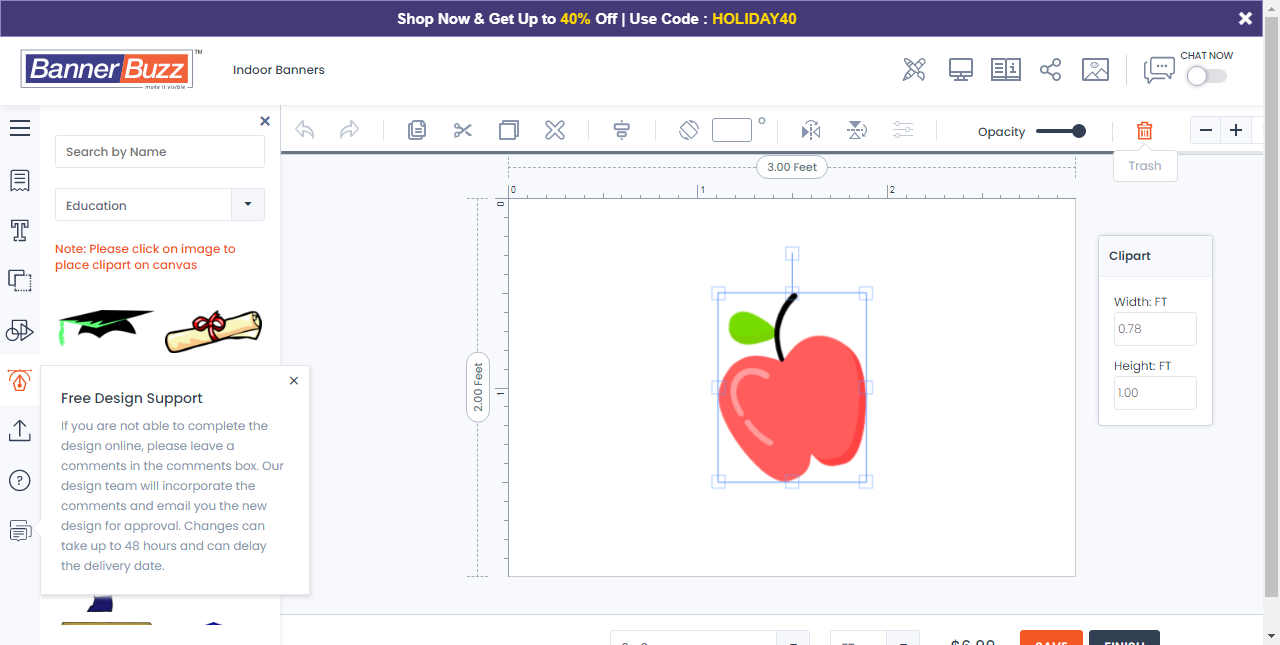 Shop Now & Get Up to 40% Off | Use Code : HOLIDAY40
BannerBuzz™
make it visible
Indoor Banners
CHAT NOW
Search by Name
Education
Note: Please click on image to
place clipart on canvas
Opacity
Trash
3.00 Feet
0 1 2
0
1
2.00 Feet
Clipart
Width: FT
0.78
Height: FT
1.00
Free Design Support
If you are not able to complete the
design online, please leave a
comments in the comments box. Our
design team will incorporate the
comments and email you the new
design for approval. Changes can
take up to 48 hours and can delay
the delivery date.
$6.99
SAVE
FINISH